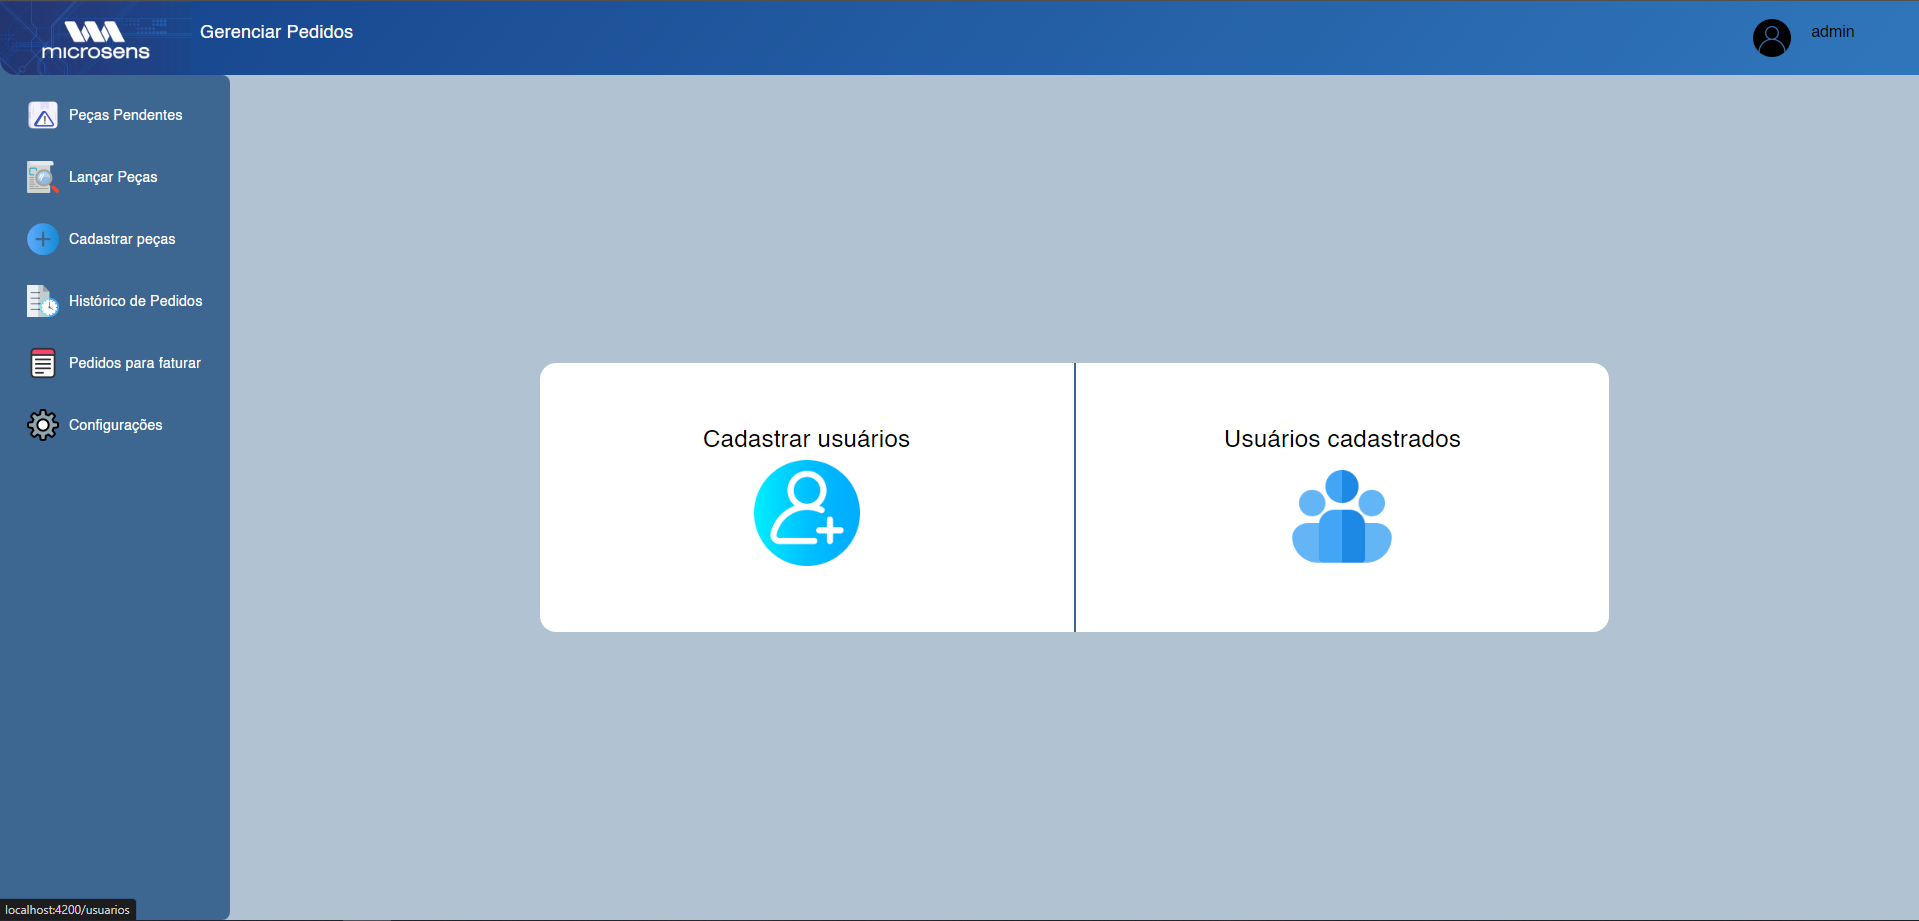 microsens
Gerenciar Pedidos
admin
Peças Pendentes
Lançar Peças
Cadastrar peças
Histórico de Pedidos
Pedidos para faturar
Configurações
Cadastrar usuários
Usuários cadastrados
localhost:4200/usuarios